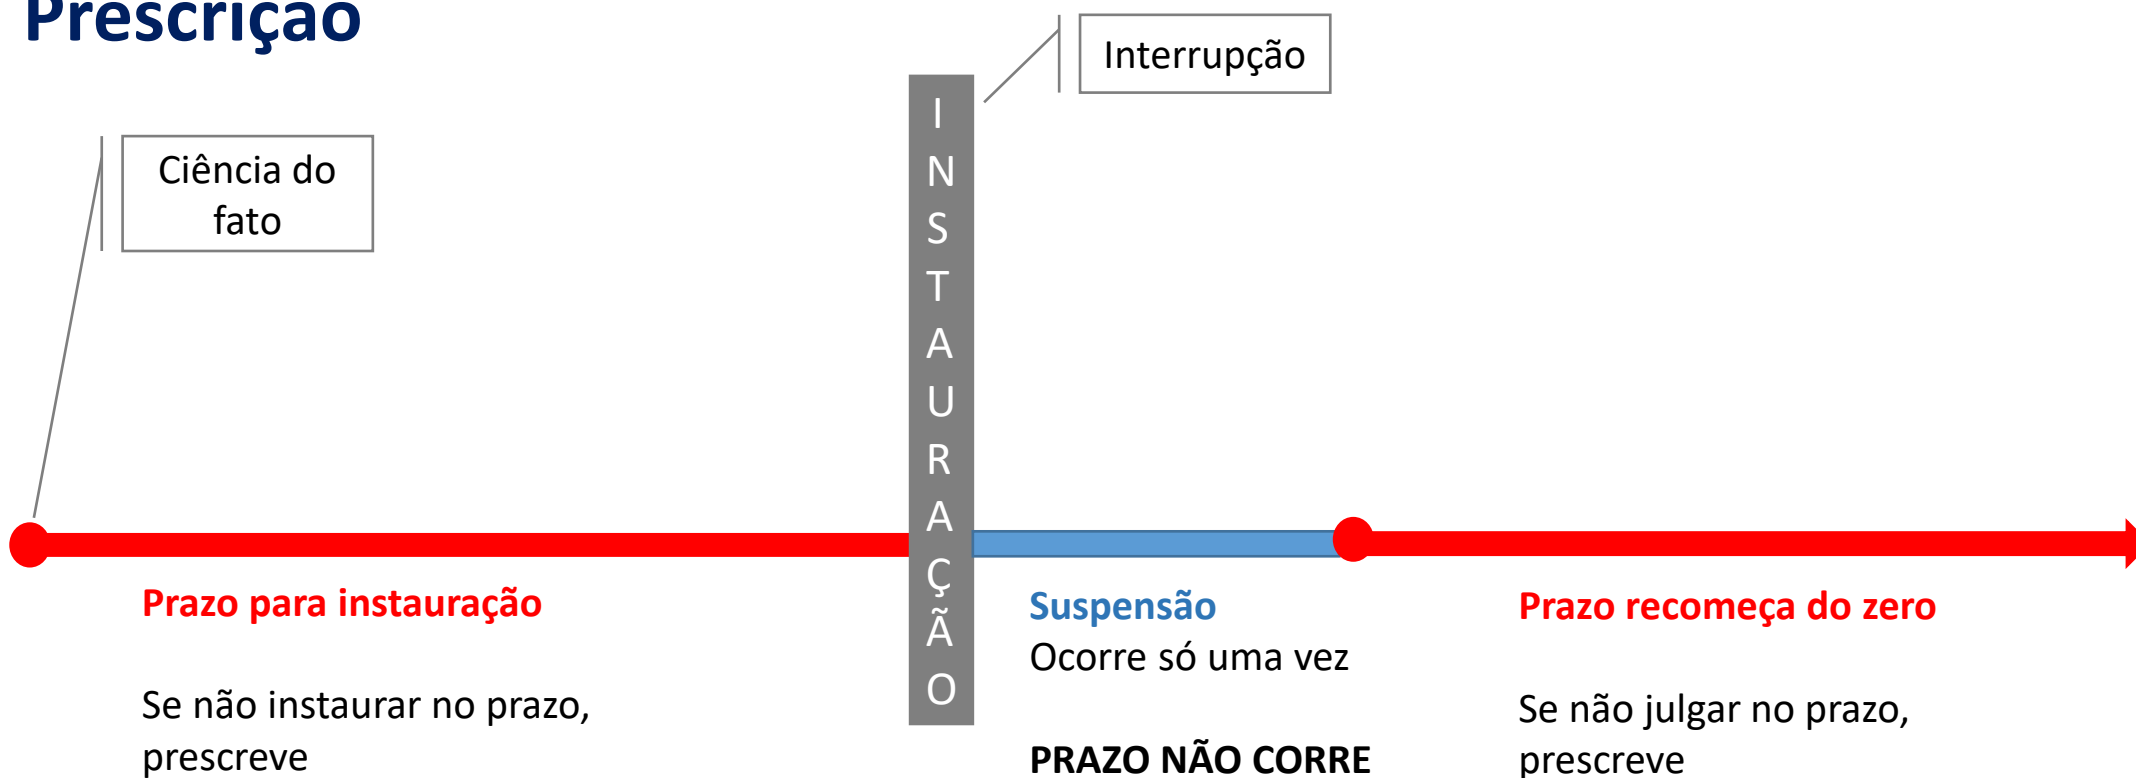 Prescrição
Interrupção
Ciência do
fato
INSTAURAÇÃO
Prazo para instauração
Se não instaurar no prazo,
prescreve
Suspensão
Ocorre só uma vez
PRAZO NÃO CORRE
Prazo recomeça do zero
Se não julgar no prazo,
prescreve